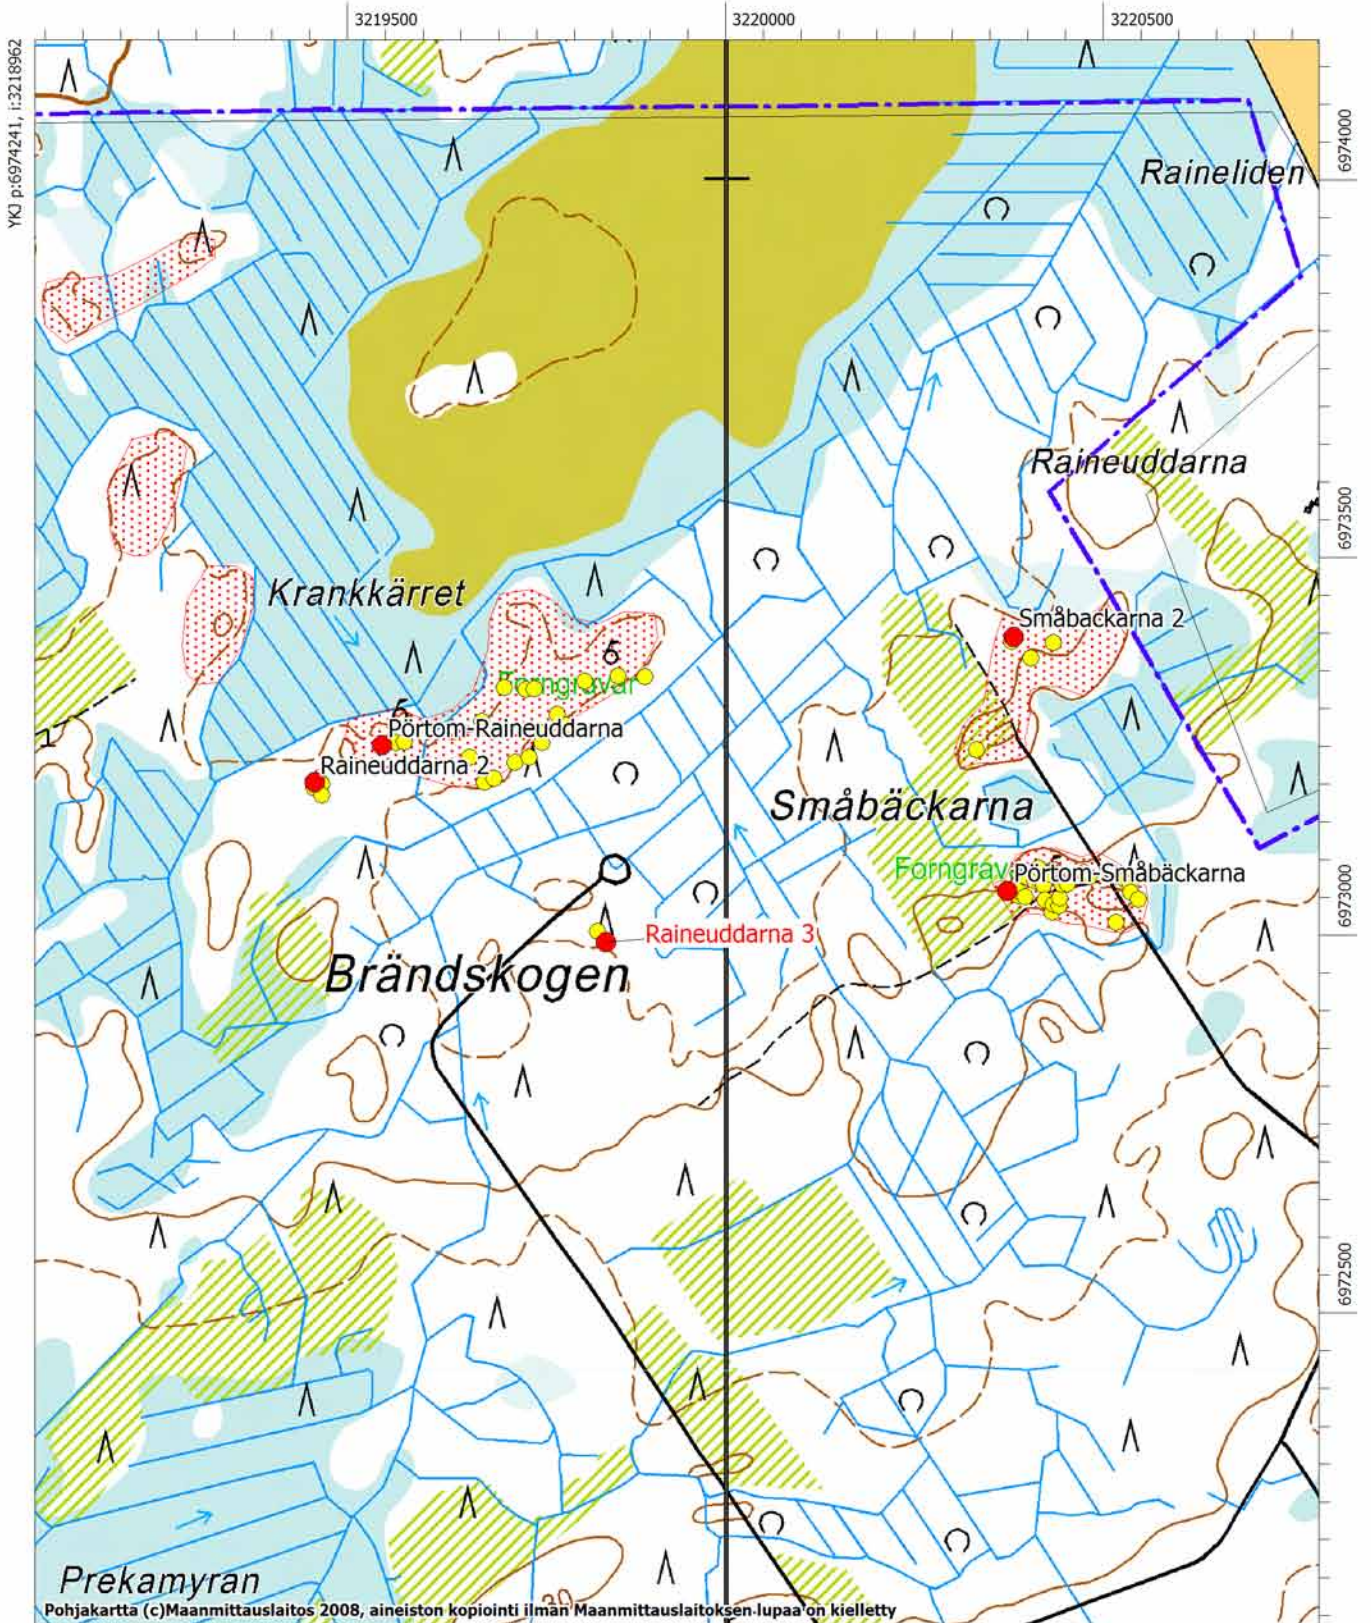 3219500
3220000
3220500
YKJ p:6974241, i:3218962
6974000
Raineliden
Raineuddarna
6973500
Krankkärret
Småbackarna 2
Forngravar
Pörtom-Raineuddarna
Raineuddarna 2
1
Småbäckarna
Forngrav
Pörtom-Småbäckarna
6973000
Raineuddarna 3
Brändskogen
6972500
Prekamyran
30
Pohjakartta (c)Maanmittauslaitos 2008, aineiston kopiointi ilman Maanmittauslaitoksen lupaa on kielletty